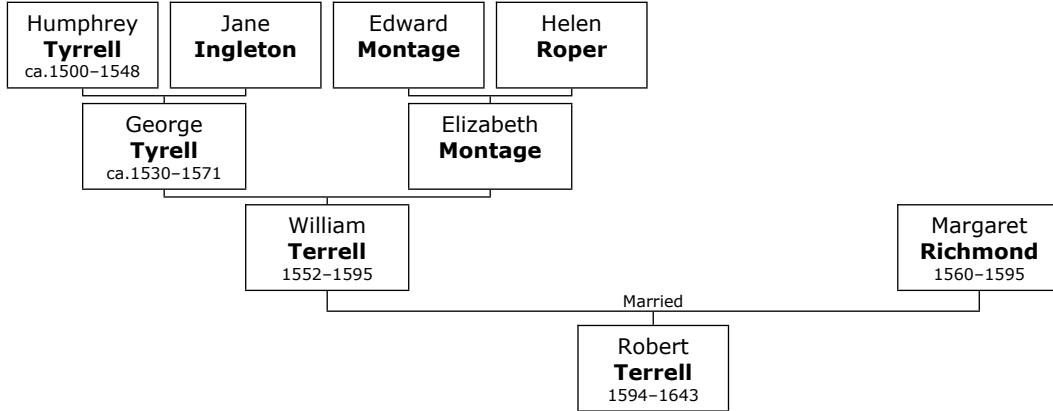 Humphrey
Tyrrell
ca.1500–1548
Jane
Ingleton
Edward
Montage
Helen
Roper
George
Tyrell
ca.1530–1571
Elizabeth
Montage
William
Terrell
1552–1595
Margaret
Richmond
1560–1595
Married
Robert
Terrell
1594–1643